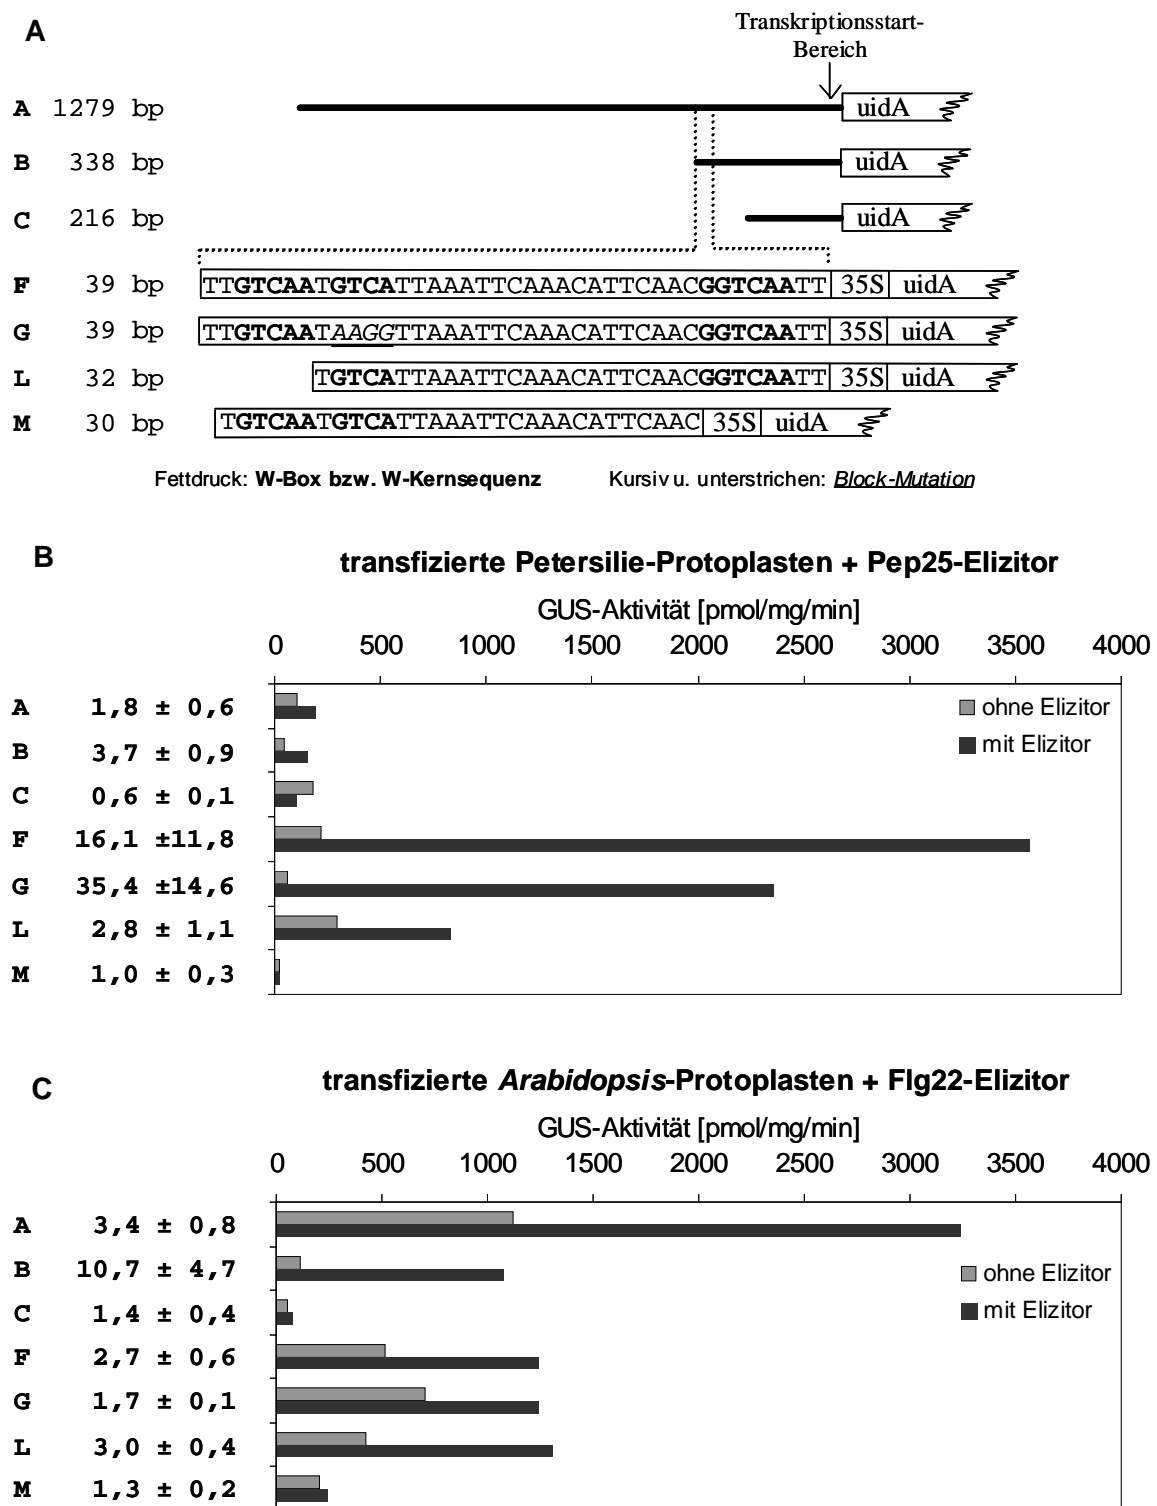 A
Transkriptionsstart-
Bereich
A 1279 bp uidA
B 338 bp uidA
C 216 bp uidA
F 39 bp TTGTCAATGTCATTAAATTCAAACATTCAACGGTCAATT 35S uidA
G 39 bp TTGTCAATAAGGTTAAATTCAAACATTCAACGGTCAATT 35S uidA
L 32 bp TGTCATTAAATTCAAACATTCAACGGTCAATT 35S uidA
M 30 bp TGTCAATGTCATTAAATTCAAACATTCAAC 35S uidA
Fettdruck: W-Box bzw. W-Kernsequenz Kursiv u. unterstrichen: Block-Mutation
B
transfizierte Petersilie-Protoplasten + Pep25-Elizitor
GUS-Aktivität [pmol/mg/min]
0 500 1000 1500 2000 2500 3000 3500 4000
A 1,8 ± 0,6
ohne Elizitor
B 3,7 ± 0,9
mit Elizitor
C 0,6 ± 0,1
F 16,1 ±11,8
G 35,4 ±14,6
L 2,8 ± 1,1
M 1,0 ± 0,3
C
transfizierte Arabidopsis-Protoplasten + Flg22-Elizitor
GUS-Aktivität [pmol/mg/min]
0 500 1000 1500 2000 2500 3000 3500 4000
A 3,4 ± 0,8
B 10,7 ± 4,7
ohne Elizitor
C 1,4 ± 0,4
mit Elizitor
F 2,7 ± 0,6
G 1,7 ± 0,1
L 3,0 ± 0,4
M 1,3 ± 0,2